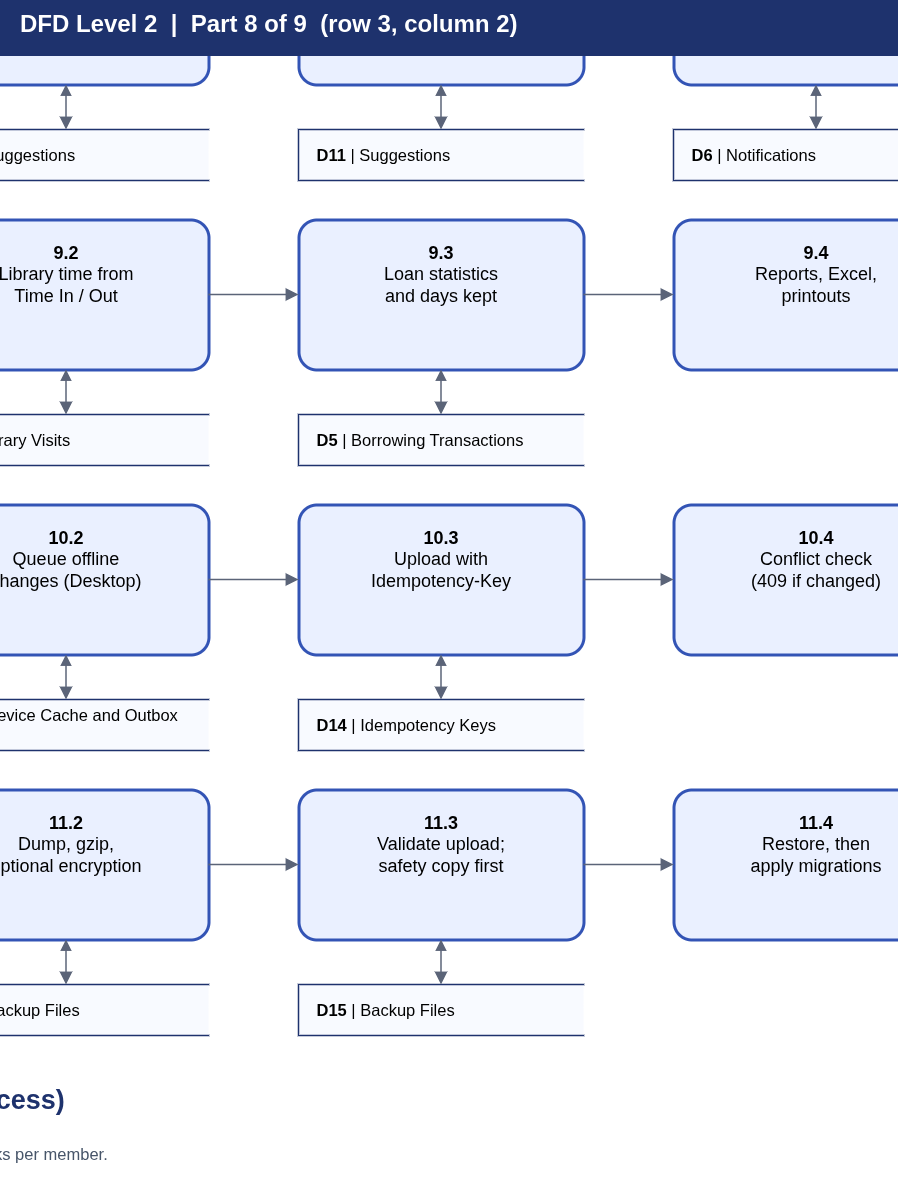 DFD Level 2 | Part 8 of 9 (row 3, column 2)
uggestions
D11 | Suggestions
D6 | Notifications
9.2
Library time from
Time In / Out
9.3
Loan statistics
and days kept
9.4
Reports, Excel,
printouts
rary Visits
D5 | Borrowing Transactions
10.2
Queue offline
hanges (Desktop)
10.3
Upload with
Idempotency-Key
10.4
Conflict check
(409 if changed)
evice Cache and Outbox
D14 | Idempotency Keys
11.2
Dump, gzip,
ptional encryption
11.3
Validate upload;
safety copy first
11.4
Restore, then
apply migrations
ackup Files
D15 | Backup Files
cess)
ks per member.